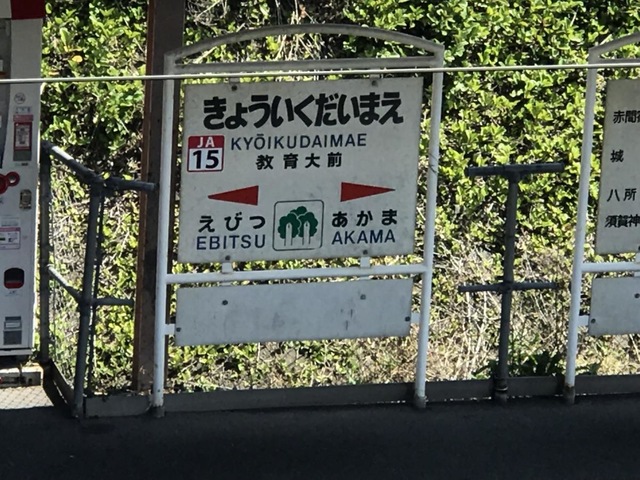 きょういくだいまえ
JA
15
KYŌIKUDAIMAE
教育大前
えびつ
あかま
EBITSU
AKAMA
赤間
城
八所
須賀神